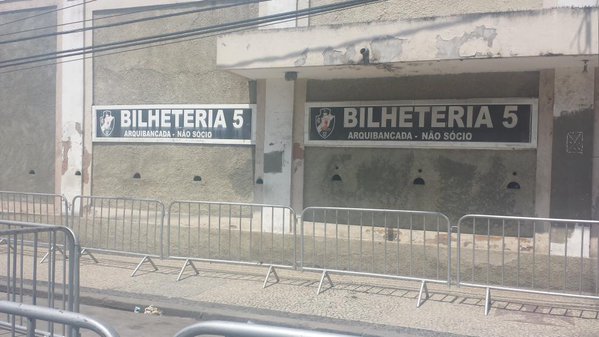 BILHETERIA 5
ARQUIBANCADA - NÃO SÓCIO
BILHETERIA 5
ARQUIBANCADA - NÃO SÓCIO